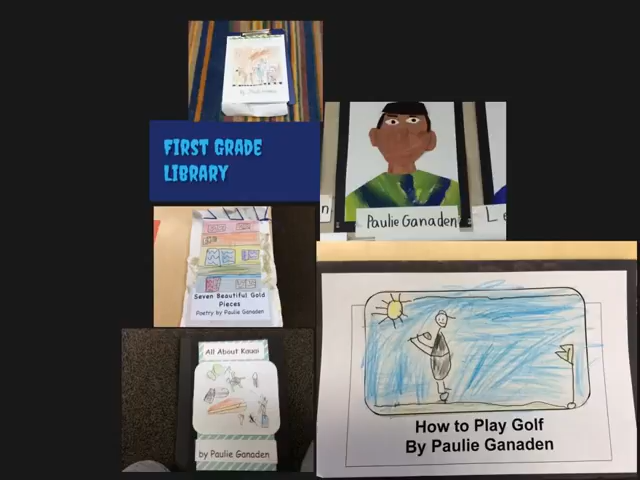 FIRST GRADE
LIBRARY
n
Paulie Ganaden
Le
Seven Beautiful Gold
Pieces
Poetry by Paulie Ganaden
All About Kauai
by Paulie Ganaden
How to Play Golf
By Paulie Ganaden